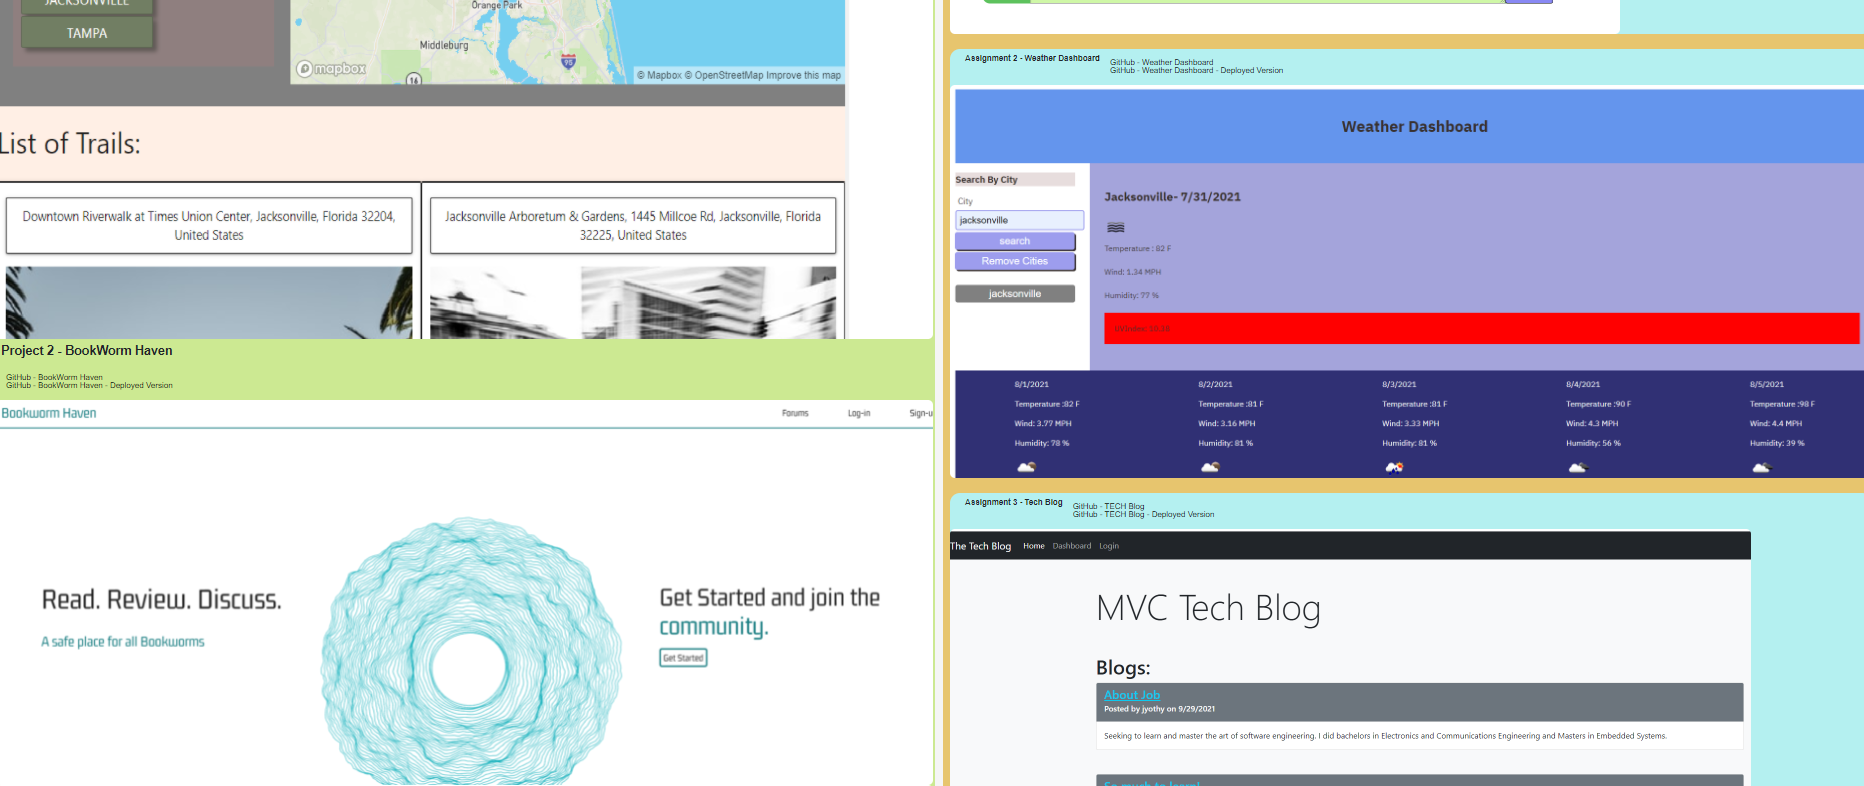 JACKSONVILLE
TAMPA
Orange Park
Middleburg
95
16
mapbox
© Mapbox © OpenStreetMap Improve this map
List of Trails:
Downtown Riverwalk at Times Union Center, Jacksonville, Florida 32204,
United States
Jacksonville Arboretum & Gardens, 1445 Millcoe Rd, Jacksonville, Florida
32225, United States
Project 2 - BookWorm Haven
GitHub - BookWorm Haven
GitHub - BookWorm Haven - Deployed Version
Bookworm Haven
Forums
Log-in
Sign-u
Read. Review. Discuss.
A safe place for all Bookworms
Get Started and join the
community.
Get Started
Assignment 2 - Weather Dashboard
GitHub - Weather Dashboard
GitHub - Weather Dashboard - Deployed Version
Weather Dashboard
Search By City
City
jacksonville
search
Remove Cities
jacksonville
Jacksonville- 7/31/2021
Temperature : 82 F
Wind: 1.34 MPH
Humidity: 77 %
8/1/2021
Temperature :82 F
Wind: 3.77 MPH
Humidity: 78 %
8/2/2021
Temperature :81 F
Wind: 3.16 MPH
Humidity: 81 %
8/3/2021
Temperature :81 F
Wind: 3.33 MPH
Humidity: 81 %
8/4/2021
Temperature :90 F
Wind: 4.3 MPH
Humidity: 56 %
8/5/2021
Temperature :98 F
Wind: 4.4 MPH
Humidity: 39 %
Assignment 3 - Tech Blog
GitHub - TECH Blog
GitHub - TECH Blog - Deployed Version
The Tech Blog
Home
Dashboard
Login
MVC Tech Blog
Blogs:
About Job
Posted by jyothy on 9/29/2021
Seeking to learn and master the art of software engineering. I did bachelors in Electronics and Communications Engineering and Masters in Embedded Systems.
So much to learn!